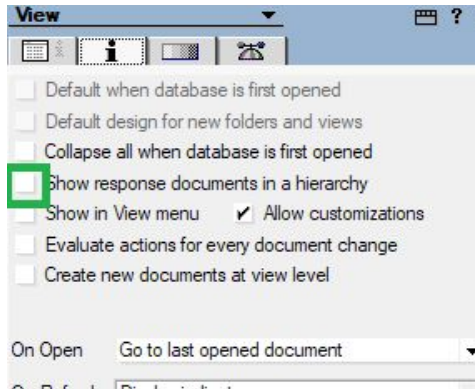 View ?
i
Default when database is first opened
Default design for new folders and views
Collapse all when database is first opened
Show response documents in a hierarchy
Show in View menu Allow customizations
Evaluate actions for every document change
Create new documents at view level
On Open Go to last opened document